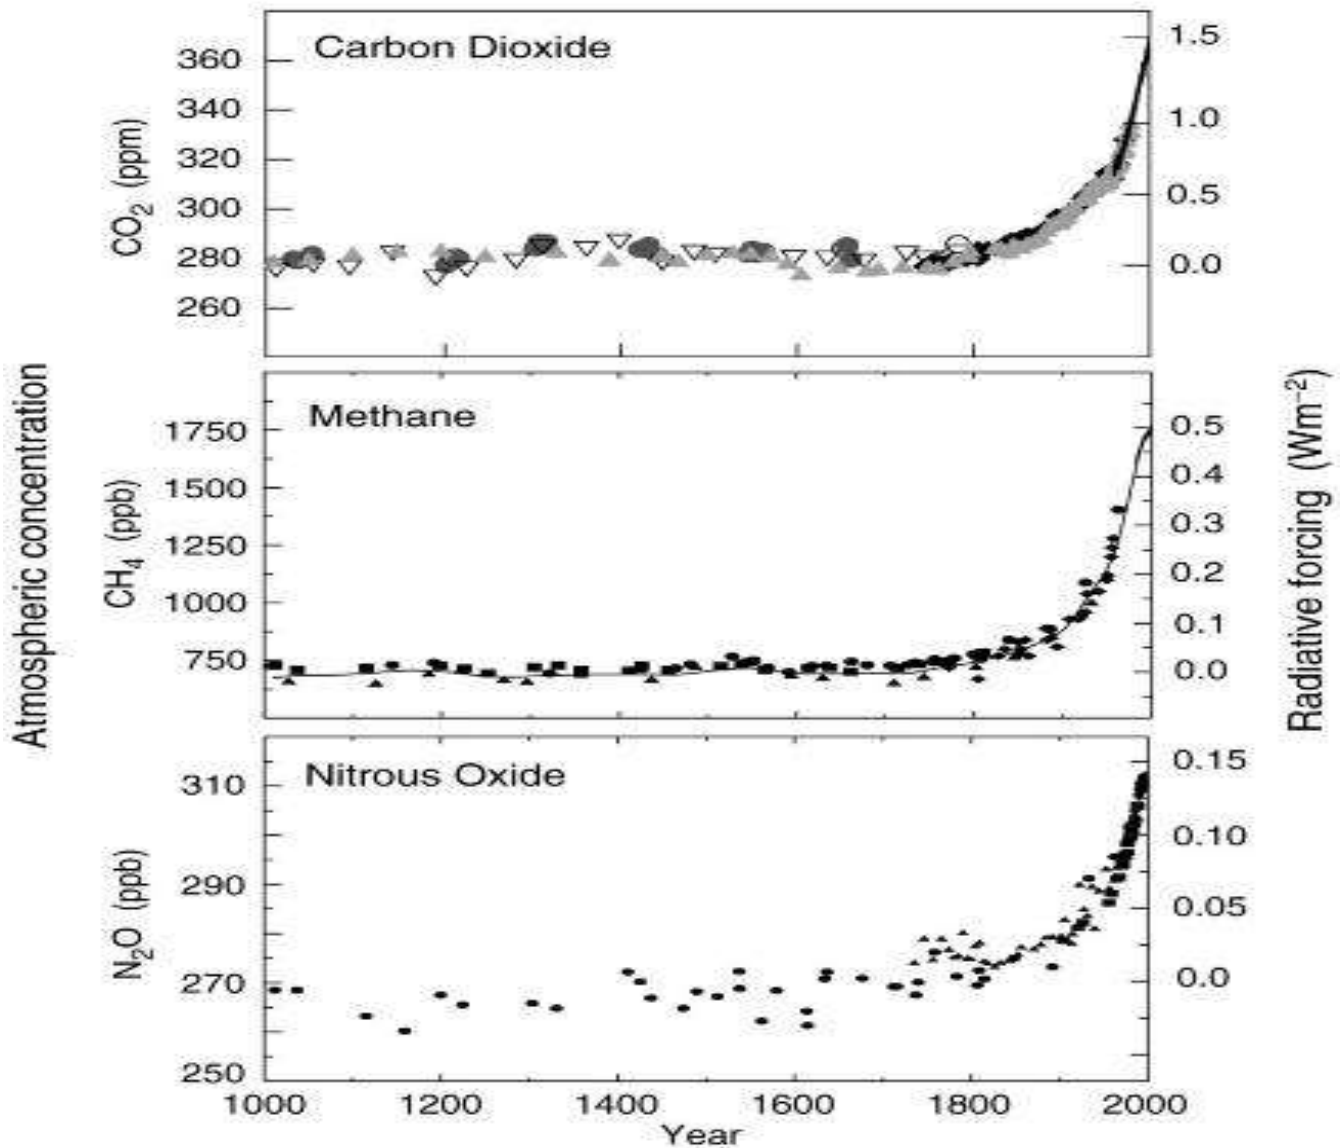 Carbon Dioxide
CO₂ (ppm)
360
340
320
300
280
260
1.5
1.0
0.5
0.0
Atmospheric concentration
Methane
CH₄ (ppb)
1750
1500
1250
1000
750
0.5
0.4
0.3
0.2
0.1
0.0
Radiative forcing (Wm⁻²)
Nitrous Oxide
N₂O (ppb)
310
290
270
250
0.15
0.10
0.05
0.0
1000 1200 1400 1600 1800 2000
Year